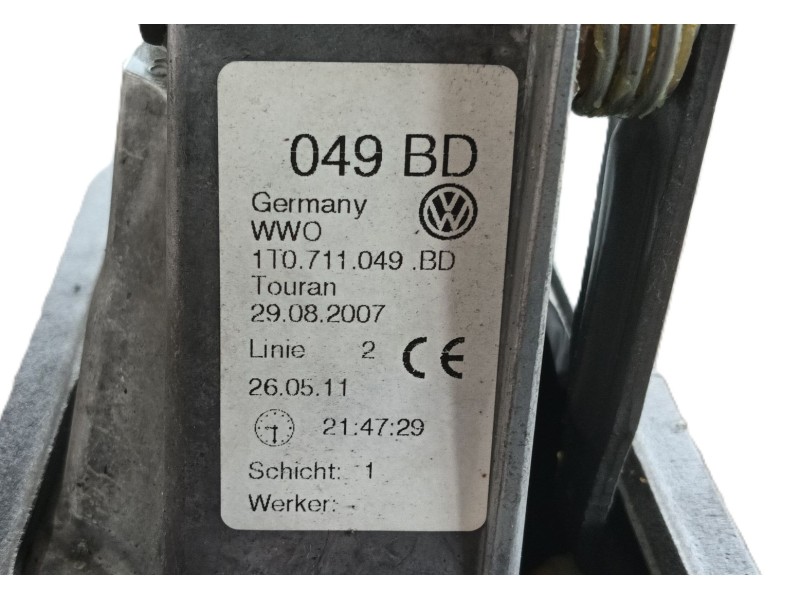 049 BD
Germany
WWO
1T0.711.049 .BD
Touran
29.08.2007
Linie 2 CE
26.05.11
21:47:29
Schicht: 1
Werker: -